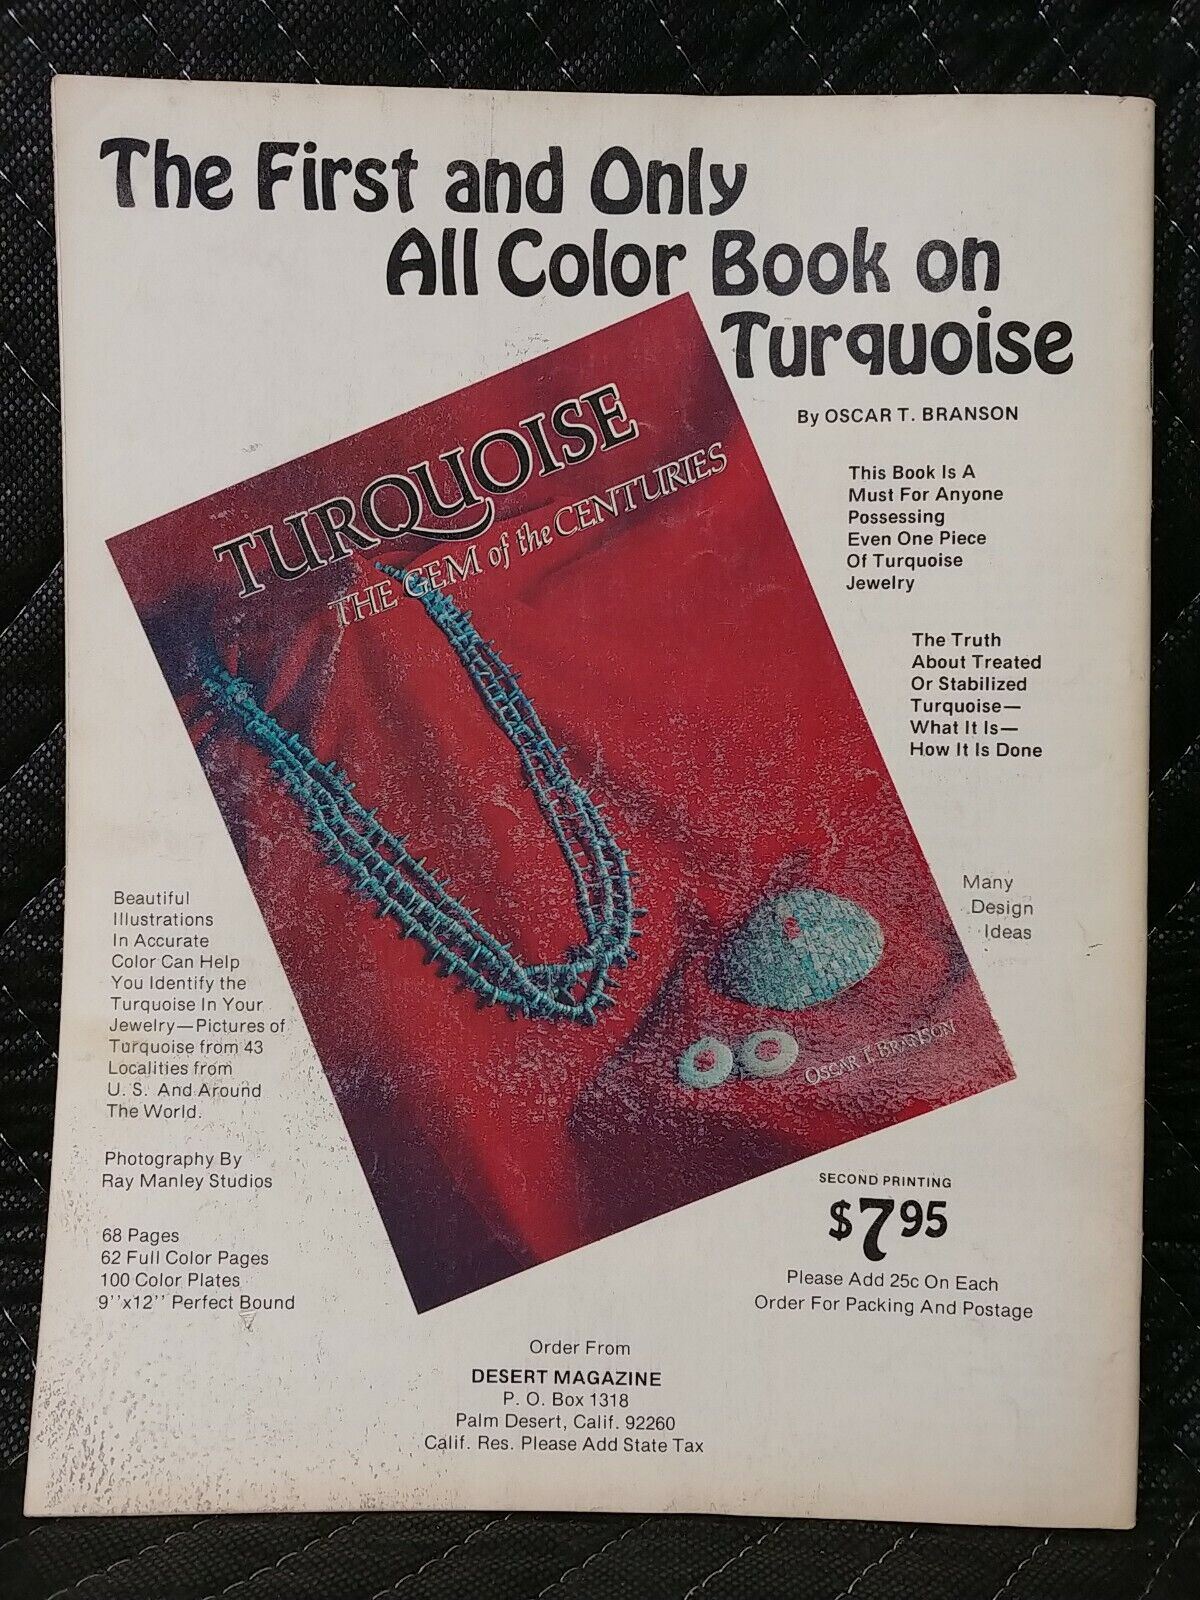 The First and Only
All Color Book on
Turquoise
By OSCAR T. BRANSON
TURQUOISE
THE GEM of the CENTURIES
OSCAR T. BRANSON
This Book Is A
Must For Anyone
Possessing
Even One Piece
Of Turquoise
Jewelry
The Truth
About Treated
Or Stabilized
Turquoise—
What It Is—
How It Is Done
Many
Design
Ideas
Beautiful
Illustrations
In Accurate
Color Can Help
You Identify the
Turquoise In Your
Jewelry—Pictures of
Turquoise from 43
Localities from
U. S. And Around
The World.
Photography By
Ray Manley Studios
68 Pages
62 Full Color Pages
100 Color Plates
9''x12'' Perfect Bound
SECOND PRINTING
$7.95
Please Add 25c On Each
Order For Packing And Postage
Order From
DESERT MAGAZINE
P. O. Box 1318
Palm Desert, Calif. 92260
Calif. Res. Please Add State Tax